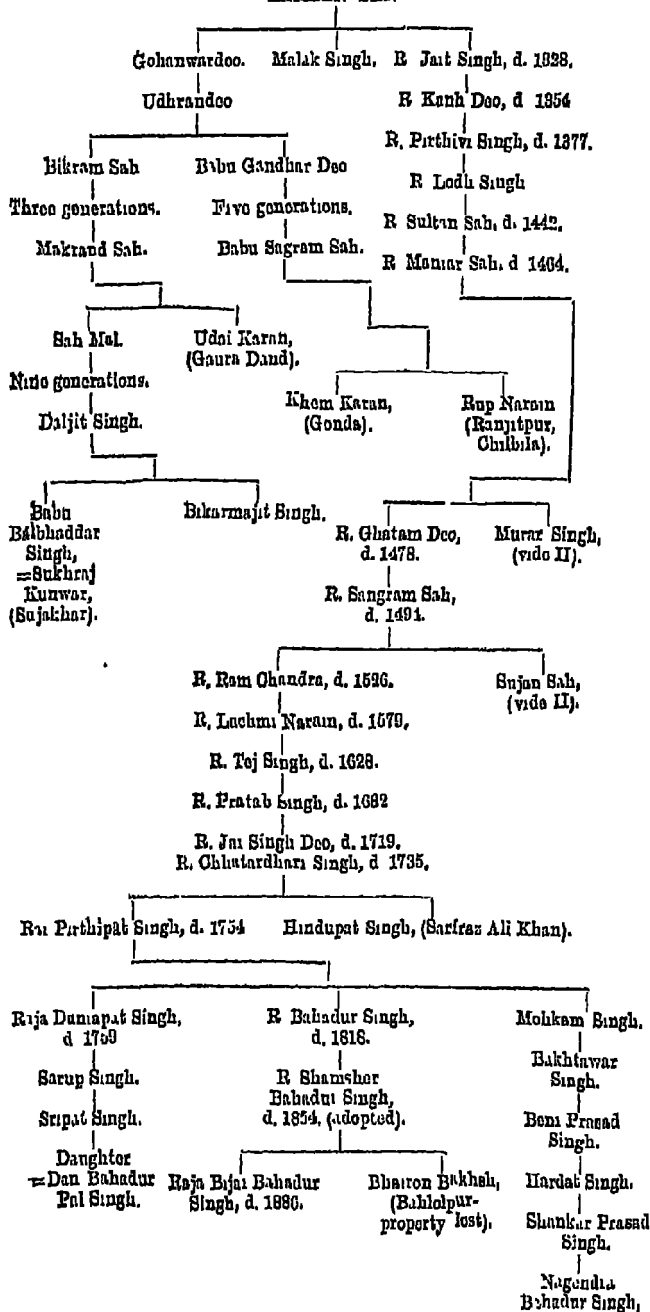 Gohanwardeo. Malik Singh. R Jait Singh, d. 1328.
Udhrandeo R Kanh Deo, d 1354
R. Pirthivi Singh, d. 1377.
Bikram Sah Babu Gandhar Deo
R Lodh Singh
Three generations. Five generations.
R Sultan Sah, d. 1442.
Makrand Sah. Babu Sagram Sah.
R Maniar Sah. d 1464.
Sah Mal. Udai Karan,
(Gaura Dand).
Nine generations.
Khem Karan,
(Gonda).
Rup Narain
(Ranjitpur,
Chilbila).
Daljit Singh.
Babu
Balbhaddar
Singh,
=Sukhraj
Kunwar,
(Sujakhar).
Bikarmajit Singh.
R. Ghatam Deo,
d. 1478.
Murar Singh,
(vide II).
R. Sangram Sah,
d. 1494.
R. Ram Chandra, d. 1526.
Sujan Sah,
(vide II).
R. Lachmi Narain, d. 1579,
R. Tej Singh, d. 1628.
R. Pratab Singh, d. 1682
R. Jai Singh Deo, d. 1719.
R. Chhatardhari Singh, d 1735.
Rai Pirthipat Singh, d. 1754 Hindupat Singh, (Sarfraz Ali Khan).
Raja Duniapat Singh,
d 1759
R Bahadur Singh,
d. 1818.
Mohkam Singh.
Sarup Singh.
R Shamsher
Bahadur Singh,
d. 1854. (adopted).
Bakhtawar
Singh.
Sripat Singh.
Beni Prasad
Singh.
Daughter
=Dan Bahadur
Pal Singh.
Raja Bijai Bahadur
Singh, d. 1880.
Bhairon Bakhsh,
(Bahlolpur-
property lost).
Hardat Singh.
Shankar Prasad
Singh.
Nagendra
Bahadur Singh,